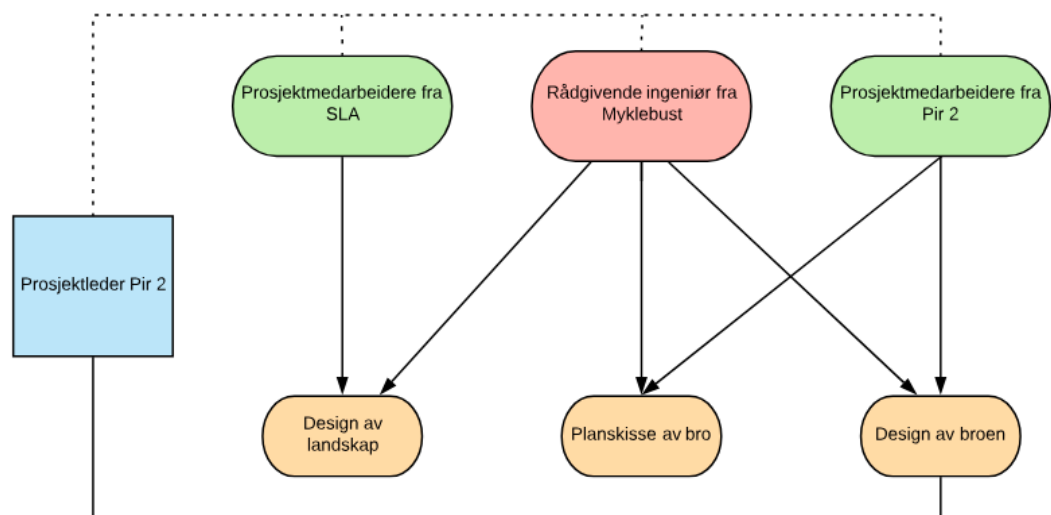 Prosjektmedarbeidere fra
SLA
Rådgivende ingeniør fra
Myklebust
Prosjektmedarbeidere fra
Pir 2
Prosjektleder Pir 2
Design av
landskap
Planskisse av bro
Design av broen